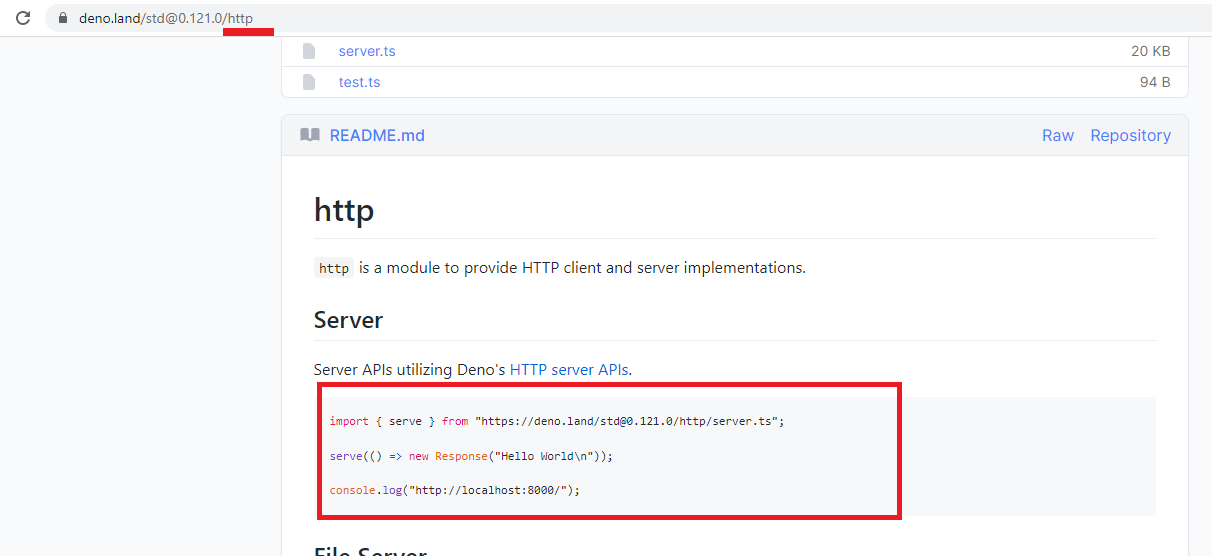 deno.land/std@0.121.0/http
server.ts 20 KB
test.ts 94 B
README.md Raw Repository
http
http is a module to provide HTTP client and server implementations.
Server
Server APIs utilizing Deno's HTTP server APIs.
import { serve } from "https://deno.land/std@0.121.0/http/server.ts";
serve(() => new Response("Hello World\n"));
console.log("http://localhost:8000/");
File Server